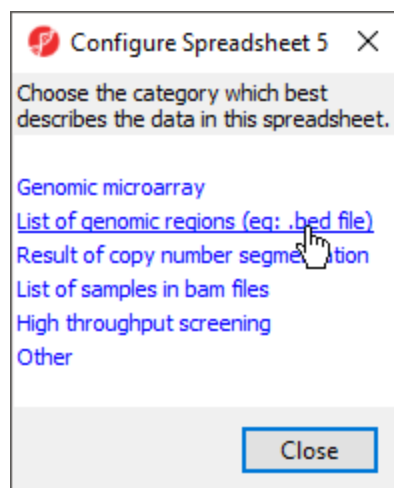 Configure Spreadsheet 5
Choose the category which best
describes the data in this spreadsheet.
Genomic microarray
List of genomic regions (eg: .bed file)
Result of copy number segmentation
List of samples in bam files
High throughput screening
Other
Close